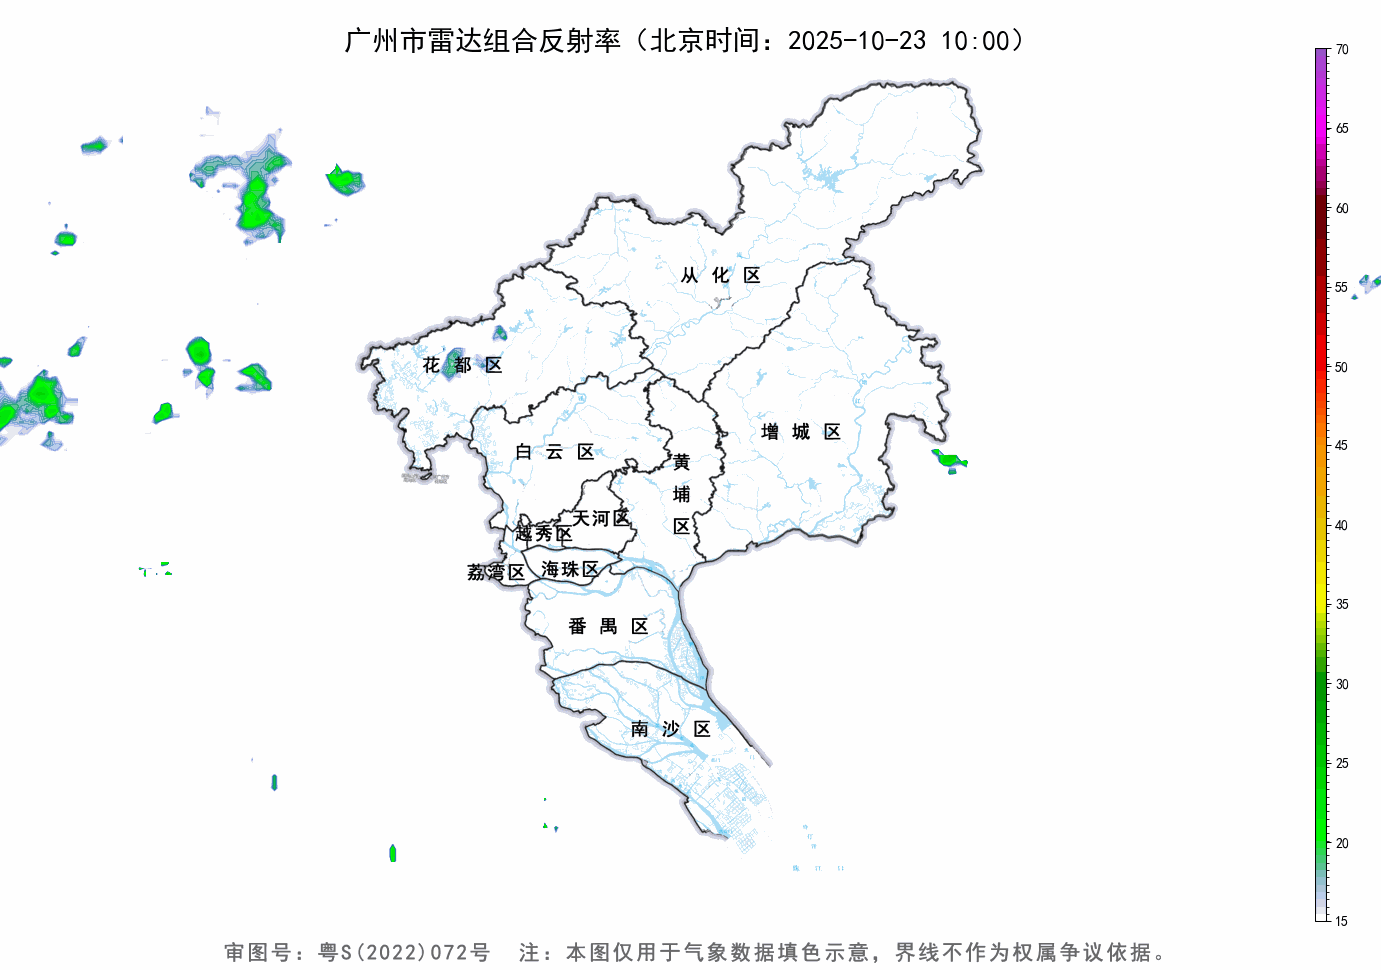 广州市雷达组合反射率（北京时间：2025-10-23 10:00）
70
65
60
55
50
45
40
35
30
25
20
15
从化区
花都区
增城区
白云区
黄埔区
天河区
越秀区
荔湾区
海珠区
番禺区
南沙区
审图号：粤S(2022)072号 注：本图仅用于气象数据填色示意，界线不作为权属争议依据。